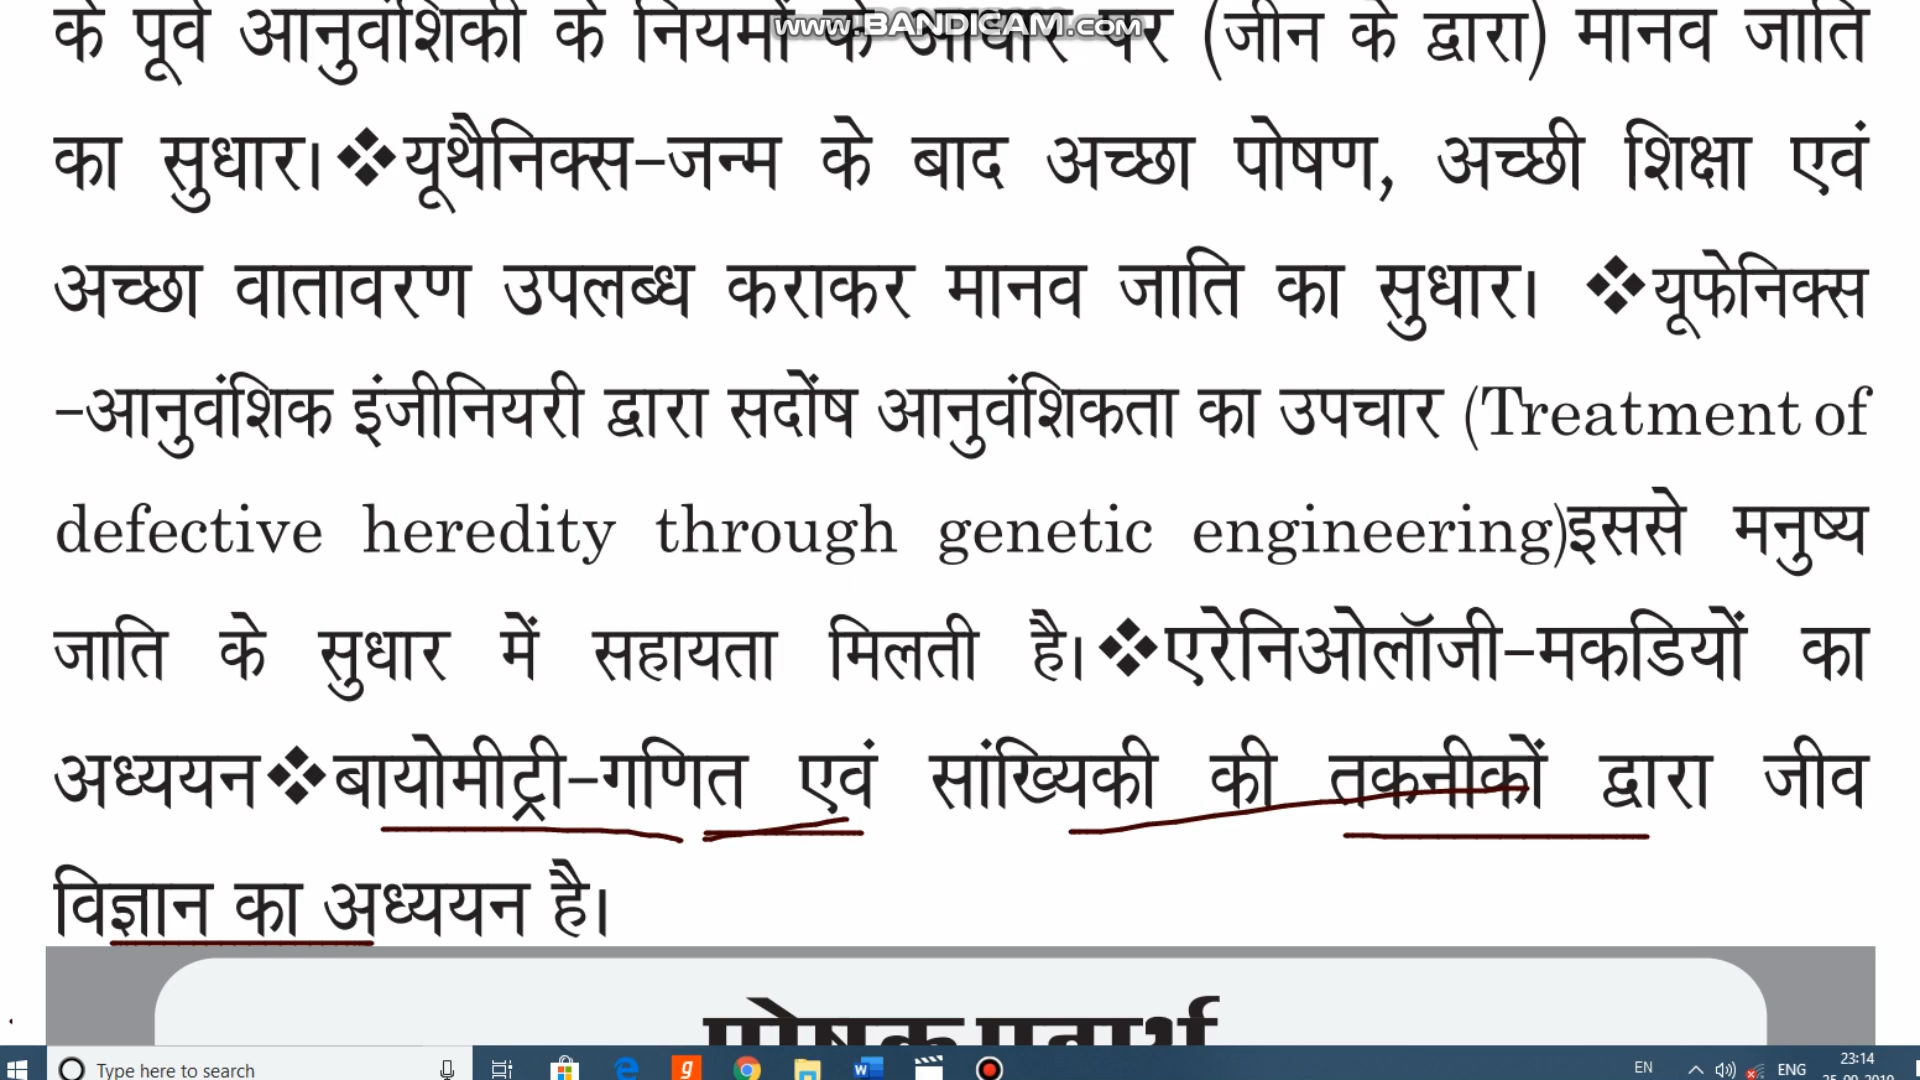 www.BANDICAM.com
के पूर्व आनुवंशिकी के नियमों के आधार पर (जीन के द्वारा) मानव जाति
का सुधार। ❖यूथैनिक्स–जन्म के बाद अच्छा पोषण, अच्छी शिक्षा एवं
अच्छा वातावरण उपलब्ध कराकर मानव जाति का सुधार। ❖यूफेनिक्स
–आनुवंशिक इंजीनियरी द्वारा सदोंष आनुवंशिकता का उपचार (Treatment of
defective heredity through genetic engineering)इससे मनुष्य
जाति के सुधार में सहायता मिलती है। ❖एरेनिओलॉजी–मकडियों का
अध्ययन❖बायोमीट्री–गणित एवं सांख्यिकी की तकनीकों द्वारा जीव
विज्ञान का अध्ययन है।
पोषक पदार्थ
Type here to search
EN ENG 23:14